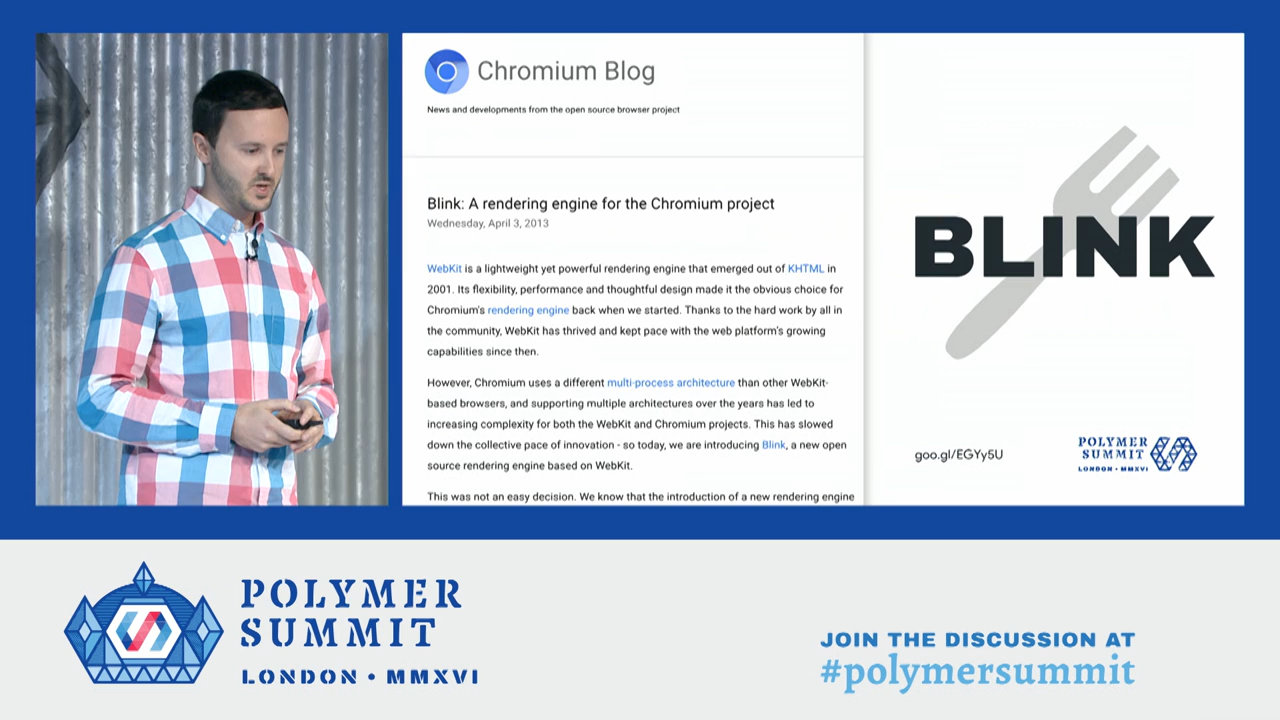 Chromium Blog
News and developments from the open source browser project
Blink: A rendering engine for the Chromium project
Wednesday, April 3, 2013
WebKit is a lightweight yet powerful rendering engine that emerged out of KHTML in
2001. Its flexibility, performance and thoughtful design made it the obvious choice for
Chromium's rendering engine back when we started. Thanks to the hard work by all in
the community, WebKit has thrived and kept pace with the web platform's growing
capabilities since then.
However, Chromium uses a different multi-process architecture than other WebKit-
based browsers, and supporting multiple architectures over the years has led to
increasing complexity for both the WebKit and Chromium projects. This has slowed
down the collective pace of innovation - so today, we are introducing Blink, a new open
source rendering engine based on WebKit.
This was not an easy decision. We know that the introduction of a new rendering engine
BLINK
goo.gl/EGYy5U
POLYMER
SUMMIT
LONDON • MMXVI
POLYMER
SUMMIT
LONDON • MMXVI
JOIN THE DISCUSSION AT
#polymersummit